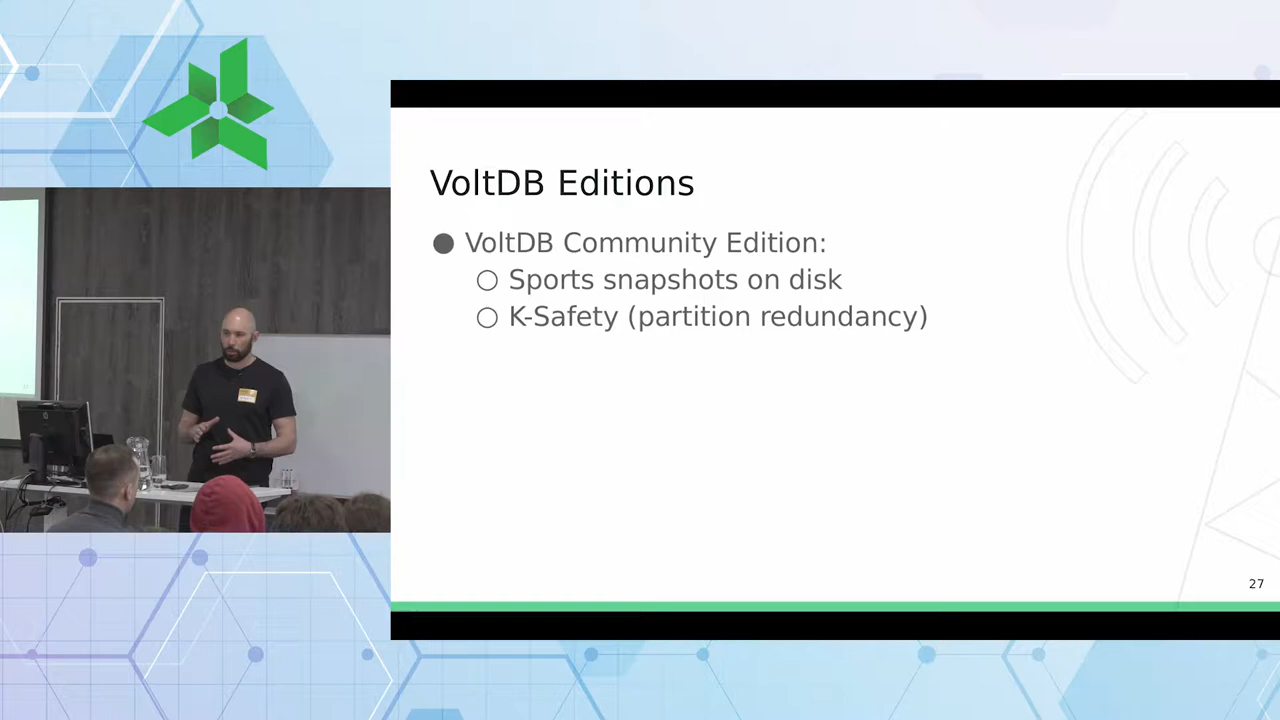 VoltDB Editions
● VoltDB Community Edition:
○ Sports snapshots on disk
○ K-Safety (partition redundancy)
27